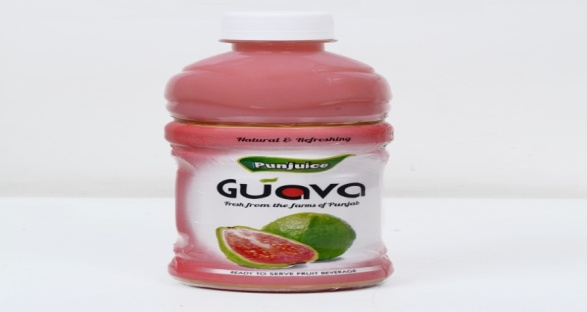 Natural & Refreshing
Punjuice
Guava
Fresh from the farms of Punjab
READY TO SERVE FRUIT BEVERAGE